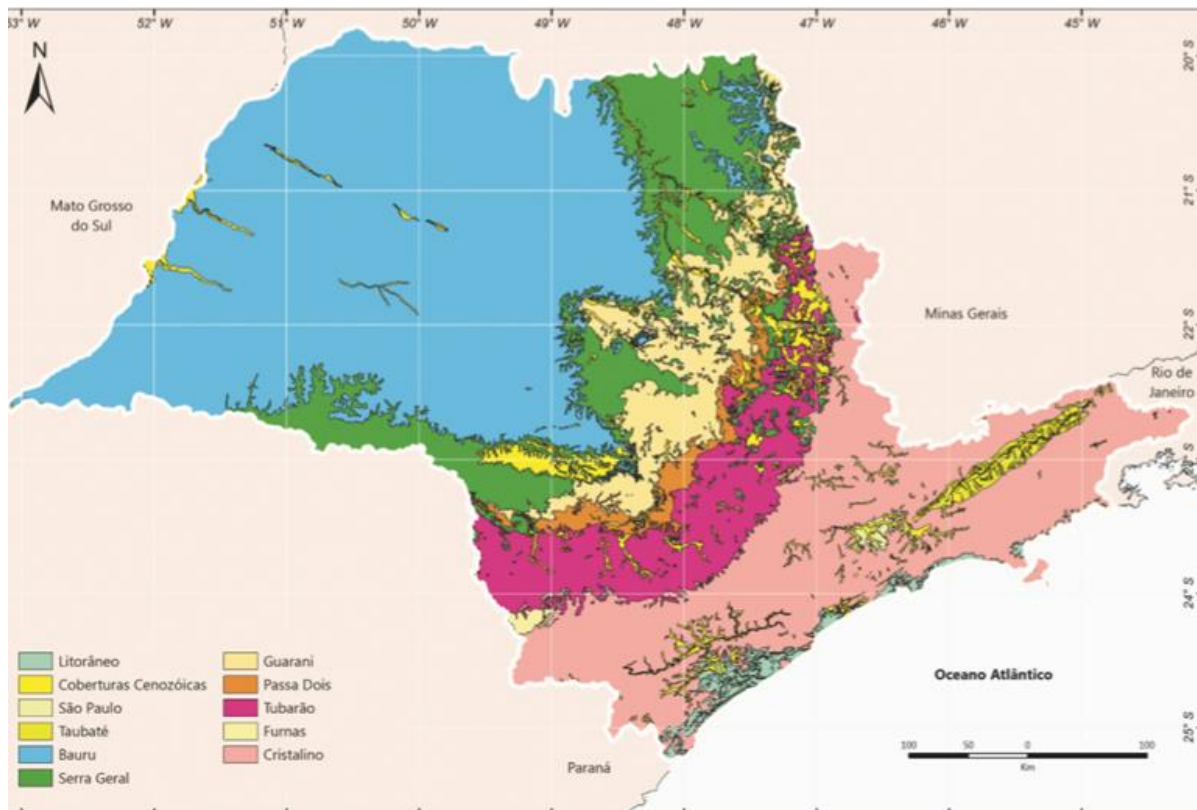 53° W 52° W 51° W 50° W 49° W 48° W 47° W 46° W 45° W
N
20° S
21° S
Mato Grosso
do Sul
Minas Gerais
22° S
Rio de
Janeiro
23° S
24° S
Litorâneo
Coberturas Cenozóicas
São Paulo
Taubaté
Bauru
Serra Geral
Guarani
Passa Dois
Tubarão
Furnas
Cristalino
Oceano Atlântico
25° S
Paraná
100 50 0 100
Km